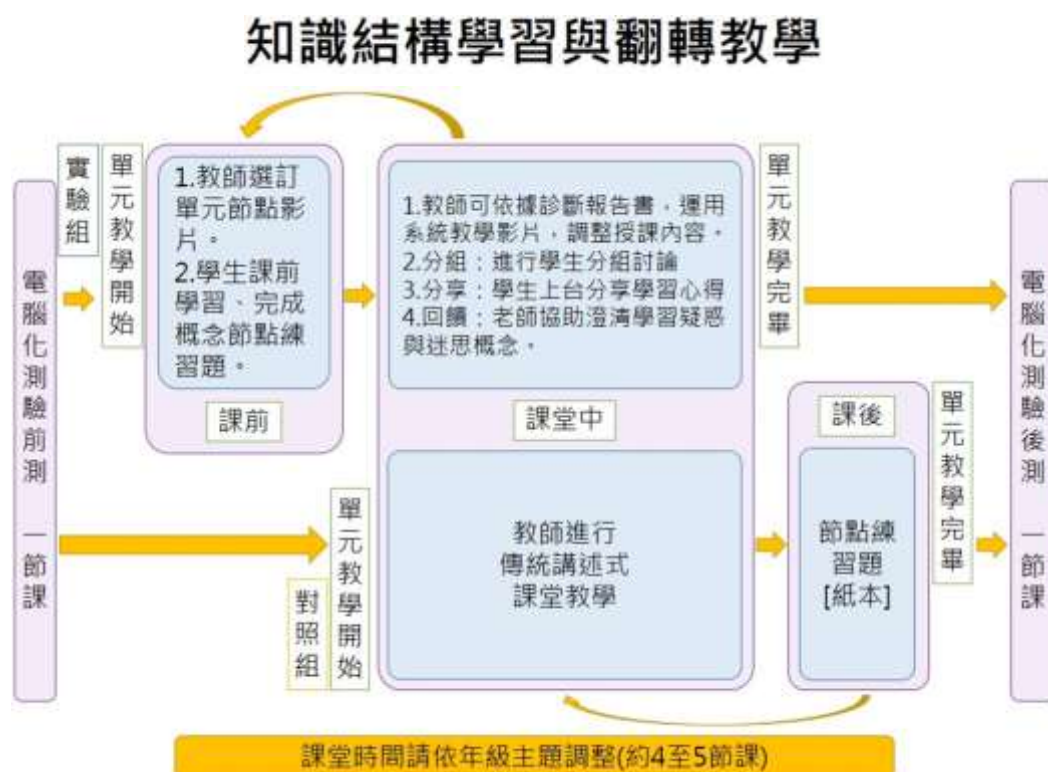 知識結構學習與翻轉教學
電腦化測驗前測 一節課
實驗組
單元教學開始
1.教師選訂
單元節點影
片。
2.學生課前
學習、完成
概念節點練
習題。
課前
1.教師可依據診斷報告書，運用
系統教學影片，調整授課內容。
2.分組：進行學生分組討論
3.分享：學生上台分享學習心得
4.回饋：老師協助澄清學習疑惑
與迷思概念。
課堂中
單元教學完畢
對照組
單元教學開始
教師進行
傳統講述式
課堂教學
課後
節點練
習題
[紙本]
單元教學完畢
電腦化測驗後測 一節課
課堂時間請依年級主題調整(約4至5節課)